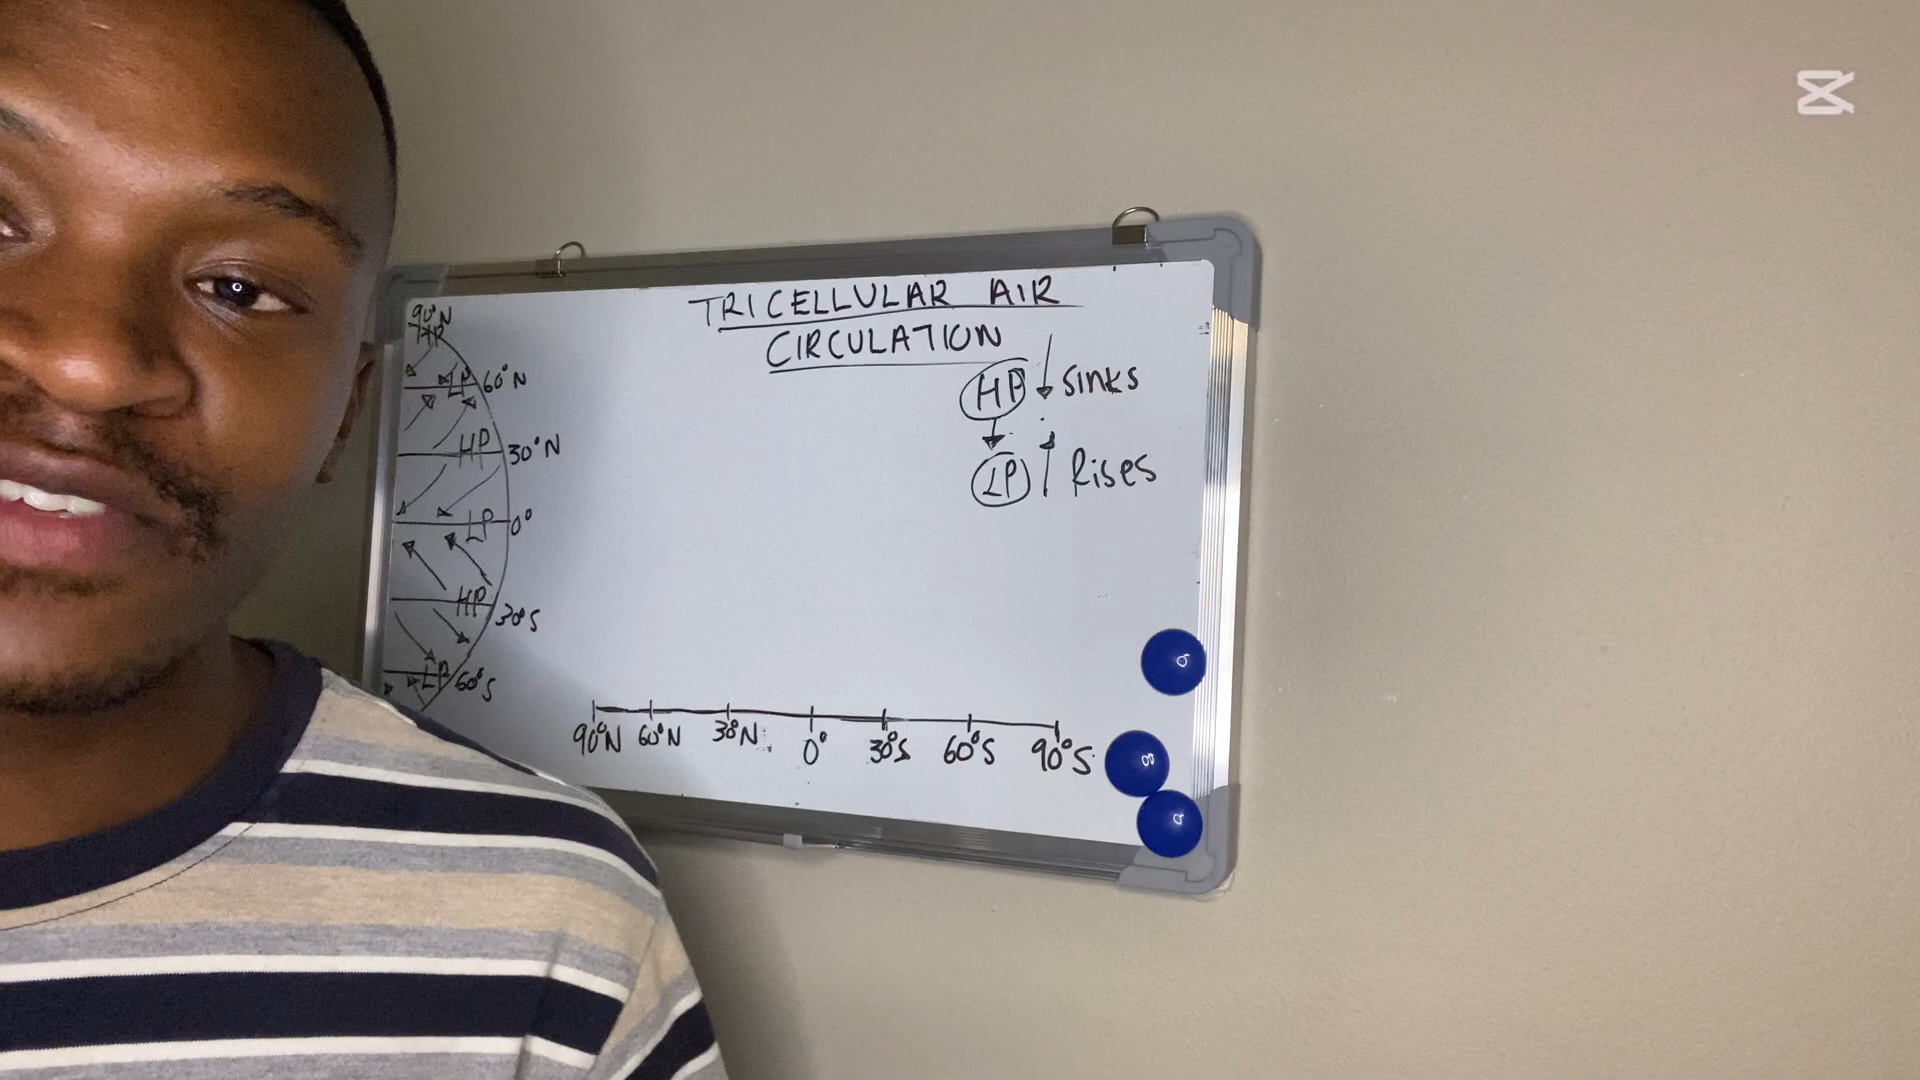 TRICELLULAR AIR
CIRCULATION
90°N
HP
LP 60°N
HP 30°N
LP 0°
HP 30°S
LP 60°S
HP ↓ Sinks
LP ↑ Rises
90°N 60°N 30°N 0° 30°S 60°S 90°S